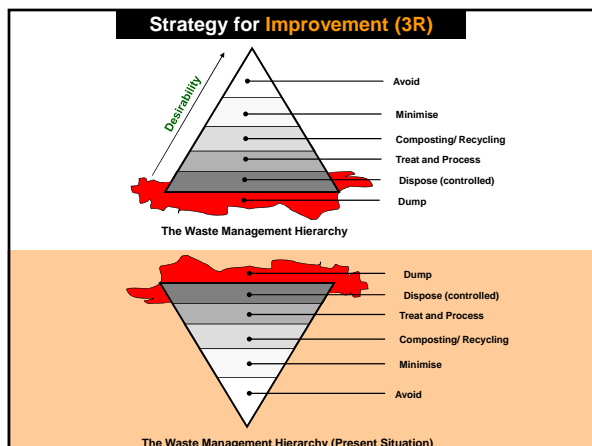 Strategy for Improvement (3R)
Desirability
Avoid
Minimise
Composting/ Recycling
Treat and Process
Dispose (controlled)
Dump
The Waste Management Hierarchy
Dump
Dispose (controlled)
Treat and Process
Composting/ Recycling
Minimise
Avoid
The Waste Management Hierarchy (Present Situation)